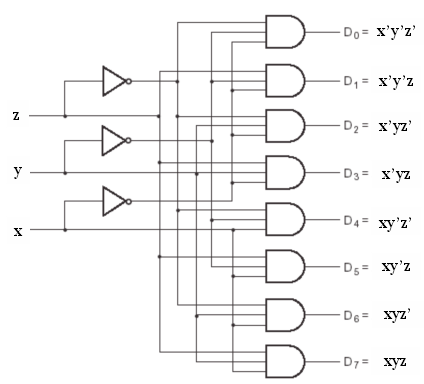 D₀ = x'y'z'
D₁ = x'y'z
z
D₂ = x'yz'
y
D₃ = x'yz
D₄ = xy'z'
x
D₅ = xy'z
D₆ = xyz'
D₇ = xyz